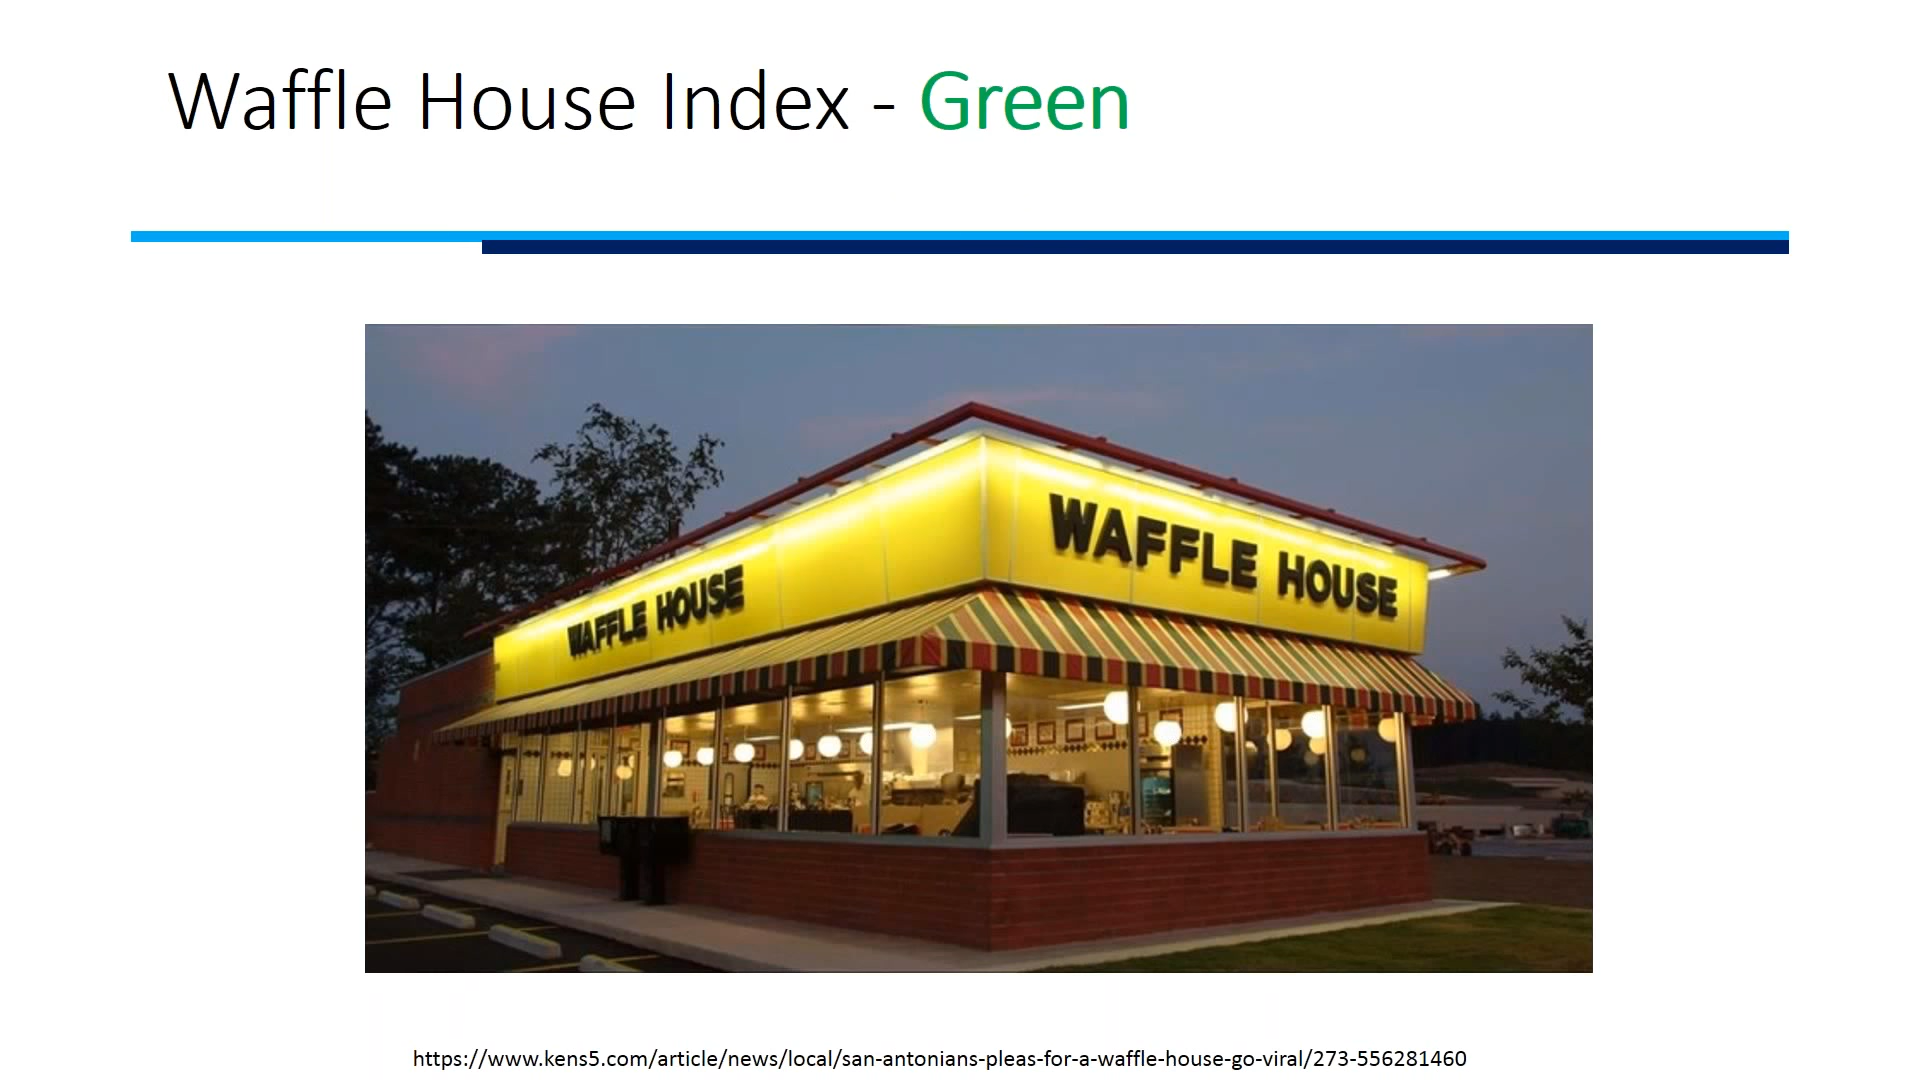 Waffle House Index - Green
WAFFLE HOUSE
WAFFLE HOUSE
https://www.kens5.com/article/news/local/san-antonians-pleas-for-a-waffle-house-go-viral/273-556281460